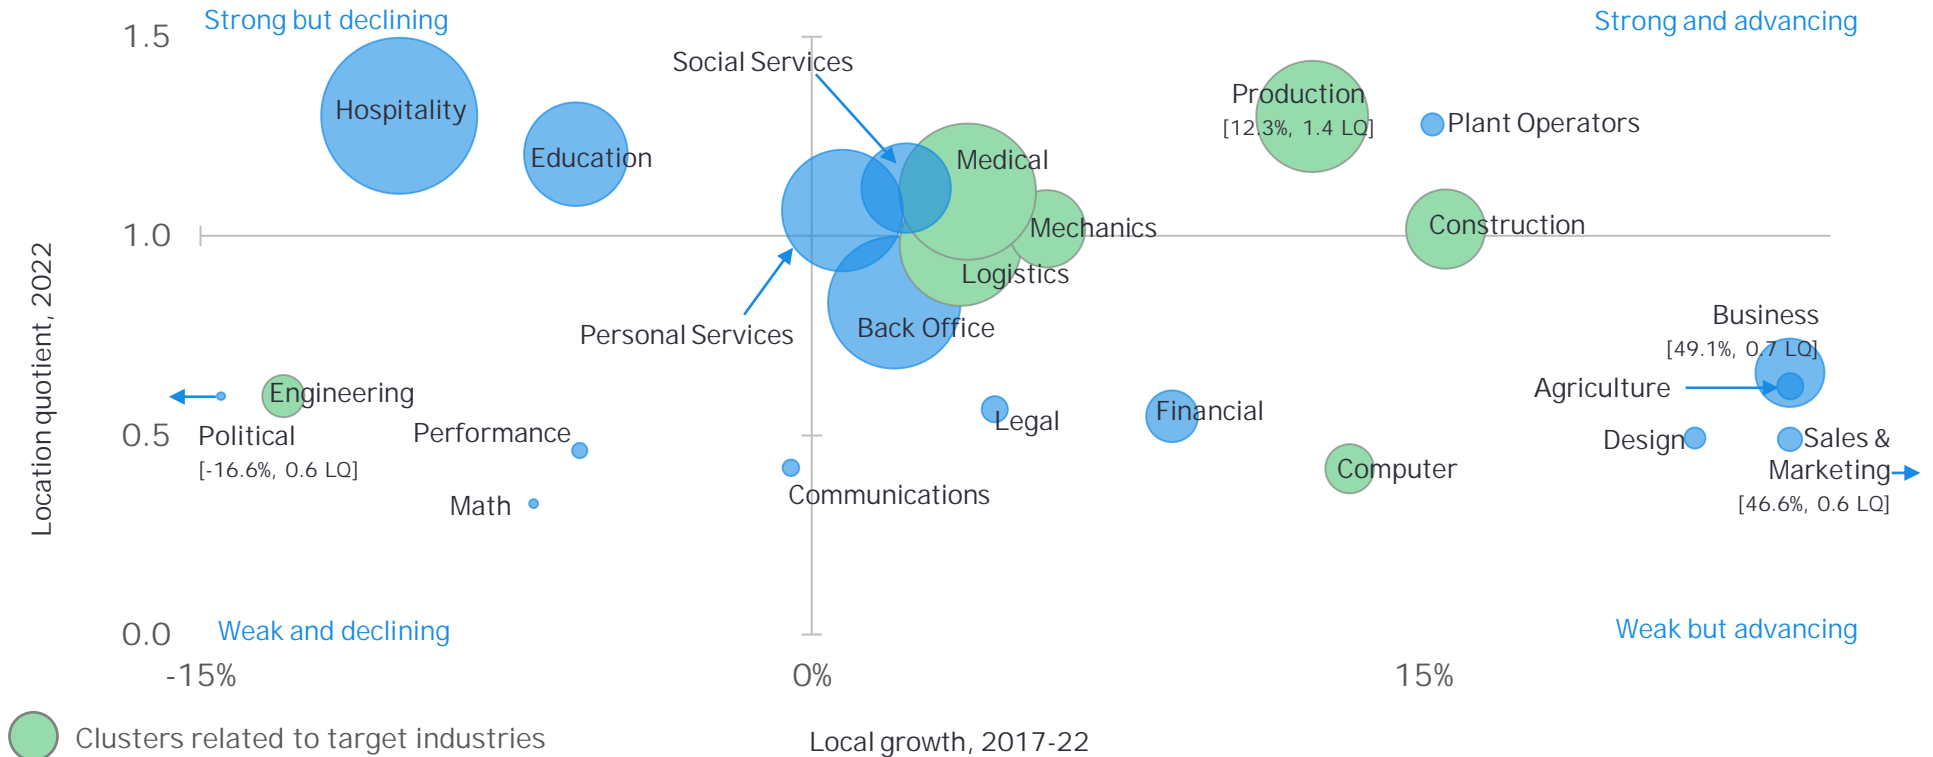 Strong but declining
Strong and advancing
1.5
Social Services
Hospitality
Production
[12.3%, 1.4 LQ]
Plant Operators
Education
Medical
1.0
Mechanics
Construction
Logistics
Location quotient, 2022
Personal Services
Back Office
Business
[49.1%, 0.7 LQ]
Agriculture
Engineering
Political
[-16.6%, 0.6 LQ]
Performance
0.5
Legal
Financial
Design
Sales &
Marketing
[46.6%, 0.6 LQ]
Computer
Math
Communications
0.0
Weak and declining
Weak but advancing
-15%
0%
15%
Clusters related to target industries
Local growth, 2017-22